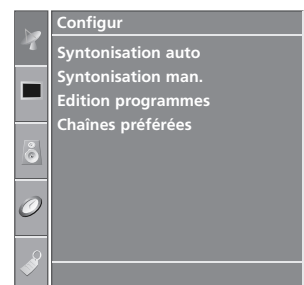 Configur
Syntonisation auto
Syntonisation man.
Edition programmes
Chaînes préférées